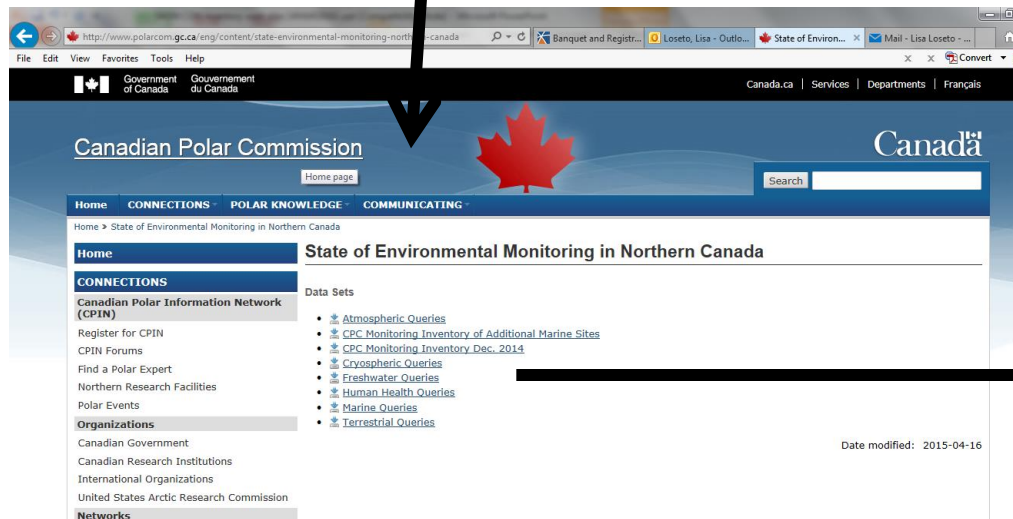 http://www.polarcom.gc.ca/eng/content/state-environmental-monitoring-northern-canada
Banquet and Registr...
Loseto, Lisa - Outlo...
State of Environ...
Mail - Lisa Loseto - ...
File Edit View Favorites Tools Help
x x Convert
Government of Canada
Gouvernement du Canada
Canada.ca | Services | Departments | Français
Canadian Polar Commission
Canada
Home page
Search
Home CONNECTIONS POLAR KNOWLEDGE COMMUNICATING
Home > State of Environmental Monitoring in Northern Canada
Home
CONNECTIONS
Canadian Polar Information Network
(CPIN)
Register for CPIN
CPIN Forums
Find a Polar Expert
Northern Research Facilities
Polar Events
Organizations
Canadian Government
Canadian Research Institutions
International Organizations
United States Arctic Research Commission
Networks
State of Environmental Monitoring in Northern Canada
Data Sets
Atmospheric Queries
CPC Monitoring Inventory of Additional Marine Sites
CPC Monitoring Inventory Dec. 2014
Cryospheric Queries
Freshwater Queries
Human Health Queries
Marine Queries
Terrestrial Queries
Date modified: 2015-04-16